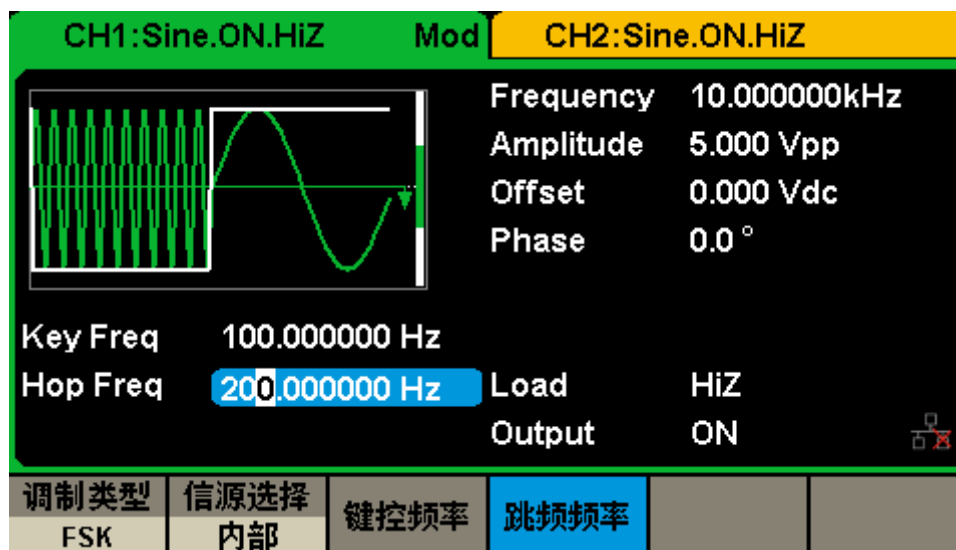 CH1:Sine.ON.HiZ Mod CH2:Sine.ON.HiZ
Frequency 10.000000kHz
Amplitude 5.000 Vpp
Offset 0.000 Vdc
Phase 0.0 °
Key Freq 100.000000 Hz
Hop Freq 200.000000 Hz Load HiZ
Output ON
调制类型 信源选择 键控频率 跳频频率
FSK 内部